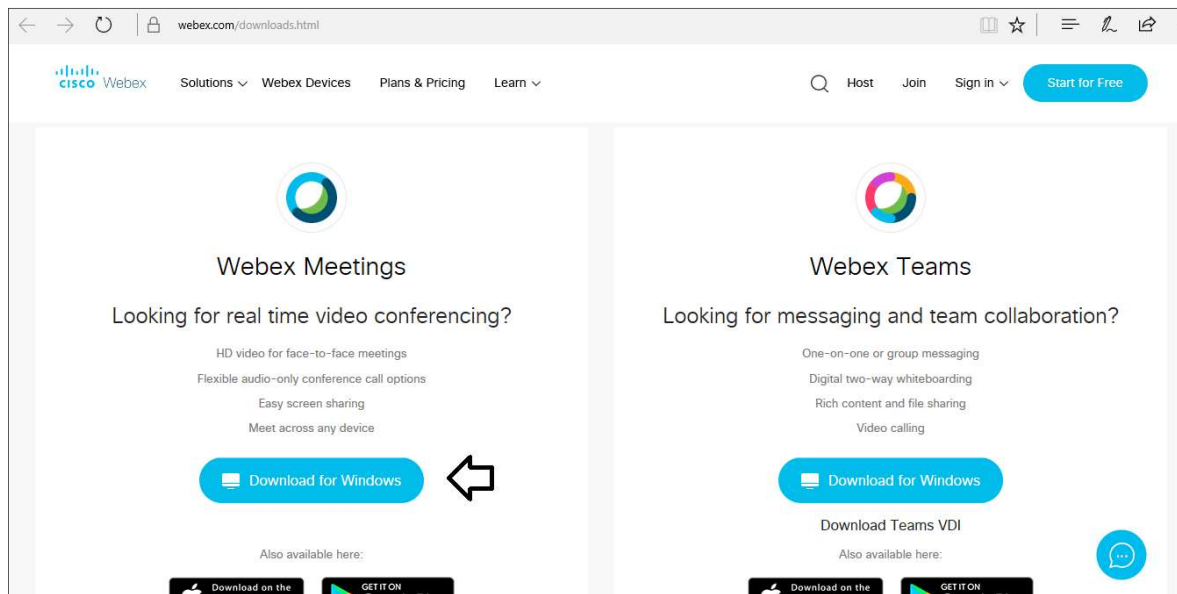 webex.com/downloads.html
CISCO Webex Solutions Webex Devices Plans & Pricing Learn Host Join Sign in Start for Free
Webex Meetings
Looking for real time video conferencing?
HD video for face-to-face meetings
Flexible audio-only conference call options
Easy screen sharing
Meet across any device
Download for Windows
Also available here:
Download on the
GET IT ON
Webex Teams
Looking for messaging and team collaboration?
One-on-one or group messaging
Digital two-way whiteboarding
Rich content and file sharing
Video calling
Download for Windows
Download Teams VDI
Also available here:
Download on the
GET IT ON